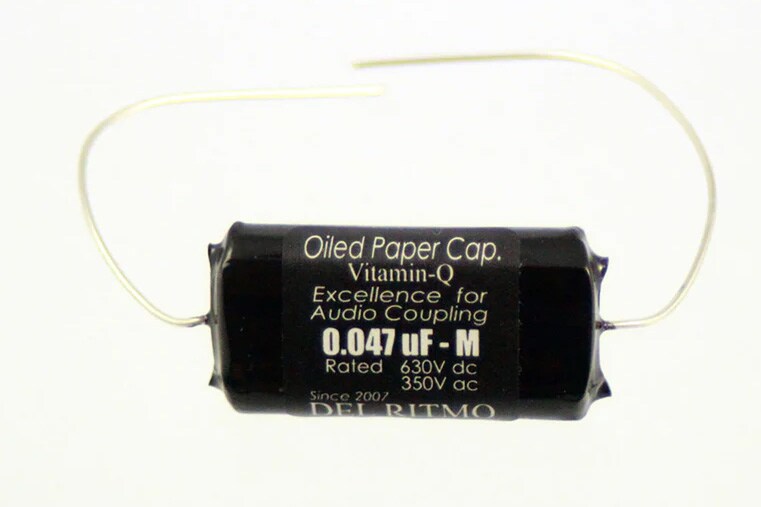 Oiled Paper Cap.
Vitamin-Q
Excellence for
Audio Coupling
0.047 uF - M
Rated 630V dc
350V ac
Since 2007
DEL RITMO